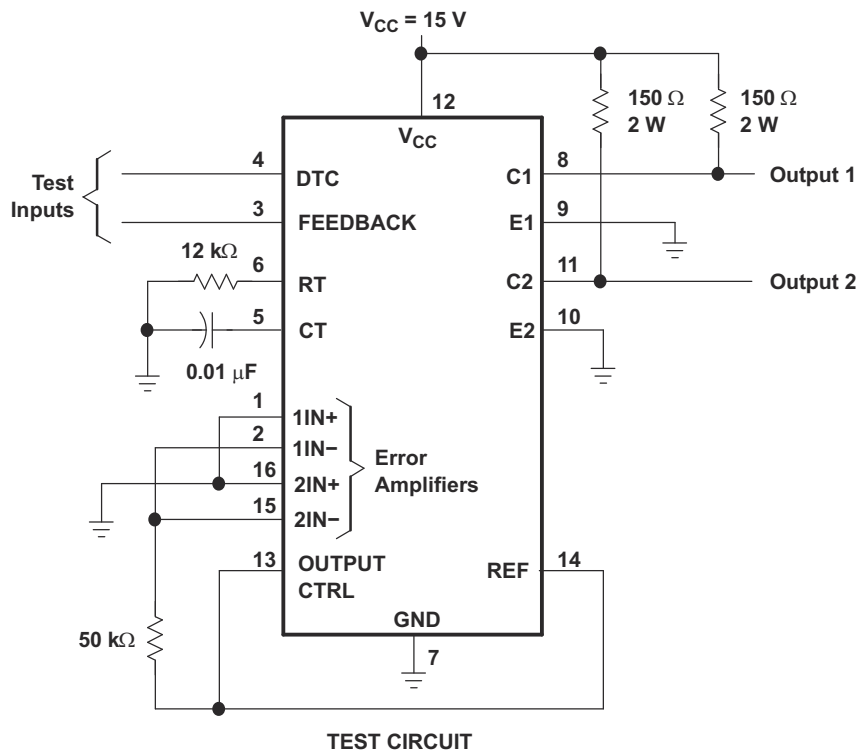 VCC = 15 V
12
VCC
150 Ω
2 W
150 Ω
2 W
Test
Inputs
4
DTC
3
FEEDBACK
12 kΩ
6
RT
5
CT
0.01 μF
1
1IN+
2
1IN−
16
2IN+
15
2IN−
Error
Amplifiers
13
OUTPUT
CTRL
50 kΩ
C1
8
Output 1
E1
9
C2
11
Output 2
E2
10
REF
14
GND
7
TEST CIRCUIT